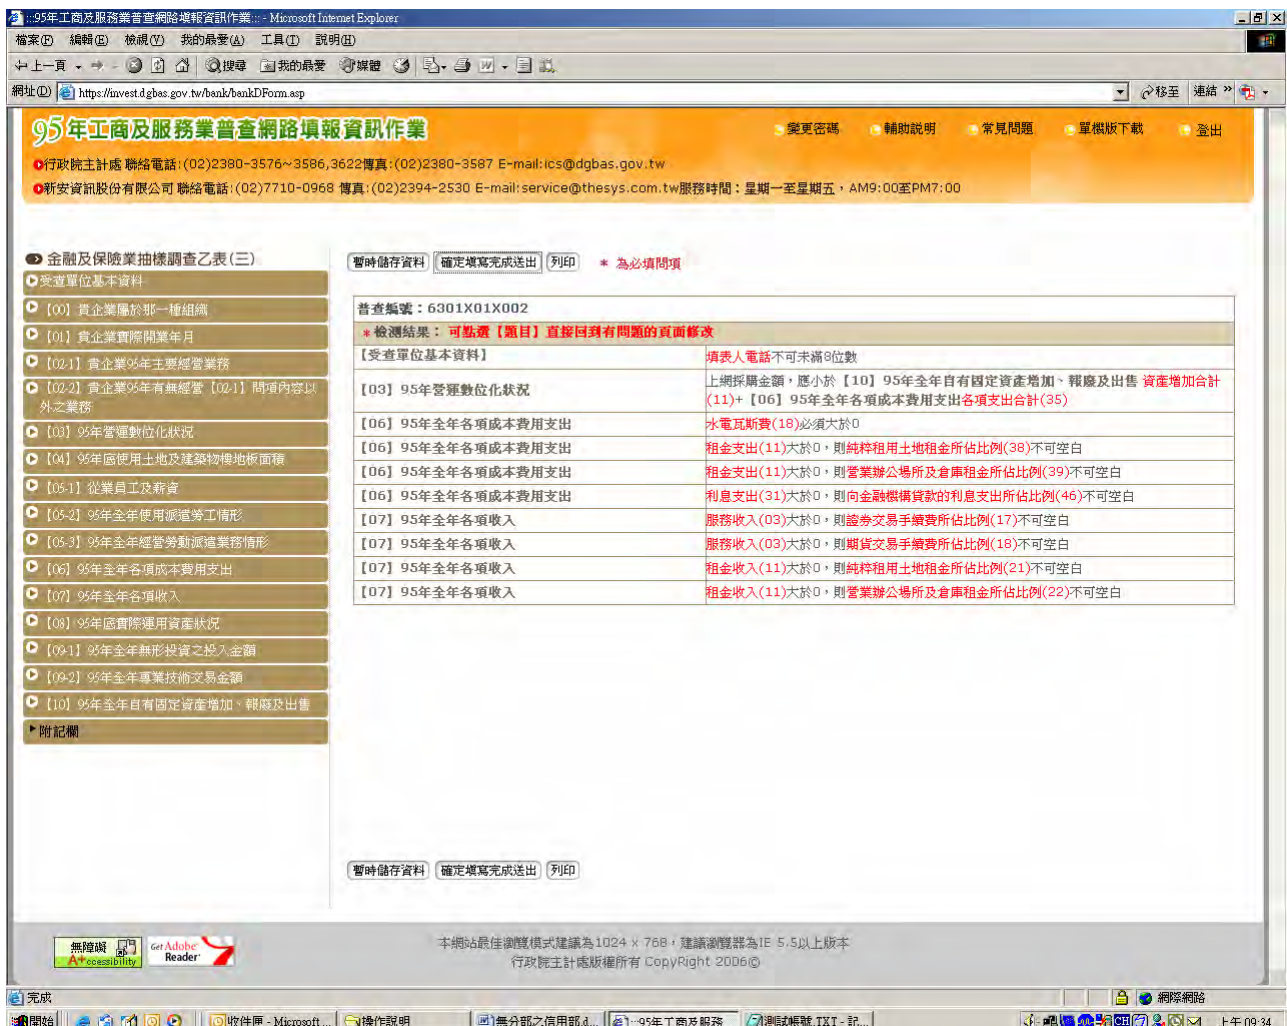 :::95年工商及服務業普查網路填報資訊作業::: - Microsoft Internet Explorer
檔案(F) 編輯(E) 檢視(V) 我的最愛(A) 工具(T) 說明(H)
上一頁 搜尋 我的最愛 媒體
網址(D) https://invest.dgbas.gov.tw/bank/bankDForm.asp 移至 連結 »
95年工商及服務業普查網路填報資訊作業 變更密碼 輔助說明 常見問題 單機版下載 登出
行政院主計處 聯絡電話:(02)2380-3576~3586,3622傳真:(02)2380-3587 E-mail:ics@dgbas.gov.tw
新安資訊股份有限公司 聯絡電話:(02)7710-0968 傳真:(02)2394-2530 E-mail:service@thesys.com.tw服務時間：星期一至星期五，AM9:00至PM7:00
金融及保險業抽樣調查乙表(三)
受查單位基本資料
【00】貴企業屬於那一種組織
【01】貴企業實際開業年月
【02-1】貴企業95年主要經營業務
【02-2】貴企業95年有無經營【02-1】問項內容以
外之業務
【03】95年營運數位化狀況
【04】95年底使用土地及建築物樓地板面積
【05-1】從業員工及薪資
【05-2】95年全年使用派遣勞工情形
【05-3】95年全年經營勞動派遣業務情形
【06】95年全年各項成本費用支出
【07】95年全年各項收入
【08】95年底實際運用資產狀況
【09-1】95年全年無形投資之投入金額
【09-2】95年全年專業技術交易金額
【10】95年全年自有固定資產增加、報廢及出售
附記欄
暫時儲存資料 確定填寫完成送出 列印 * 為必填問項
普查編號：6301X01X002
*檢測結果： 可點選【題目】直接回到有問題的頁面修改
【受查單位基本資料】 填表人電話不可未滿8位數
【03】95年營運數位化狀況 上網採購金額，應小於【10】95年全年自有固定資產增加、報廢及出售 資產增加合計
(11)+【06】95年全年各項成本費用支出各項支出合計(35)
【06】95年全年各項成本費用支出 水電瓦斯費(18)必須大於0
【06】95年全年各項成本費用支出 租金支出(11)大於0，則純粹租用土地租金所佔比例(38)不可空白
【06】95年全年各項成本費用支出 租金支出(11)大於0，則營業辦公場所及倉庫租金所佔比例(39)不可空白
【06】95年全年各項成本費用支出 利息支出(31)大於0，則向金融機構貸款的利息支出所佔比例(46)不可空白
【07】95年全年各項收入 服務收入(03)大於0，則證券交易手續費所佔比例(17)不可空白
【07】95年全年各項收入 服務收入(03)大於0，則期貨交易手續費所佔比例(18)不可空白
【07】95年全年各項收入 租金收入(11)大於0，則純粹租用土地租金所佔比例(21)不可空白
【07】95年全年各項收入 租金收入(11)大於0，則營業辦公場所及倉庫租金所佔比例(22)不可空白
暫時儲存資料 確定填寫完成送出 列印
無障礙
A+ccessibility
Get Adobe
Reader
本網站最佳瀏覽模式建議為1024 x 768，建議瀏覽器為IE 5.5以上版本
行政院主計處版權所有 CopyRight 2006©
完成 網際網路
開始 收件匣 - Microsoft ... 操作說明 無分部之信用部.d... :::95年工商及服務... 測試帳號.TXT - 記... CH 上午 09:34